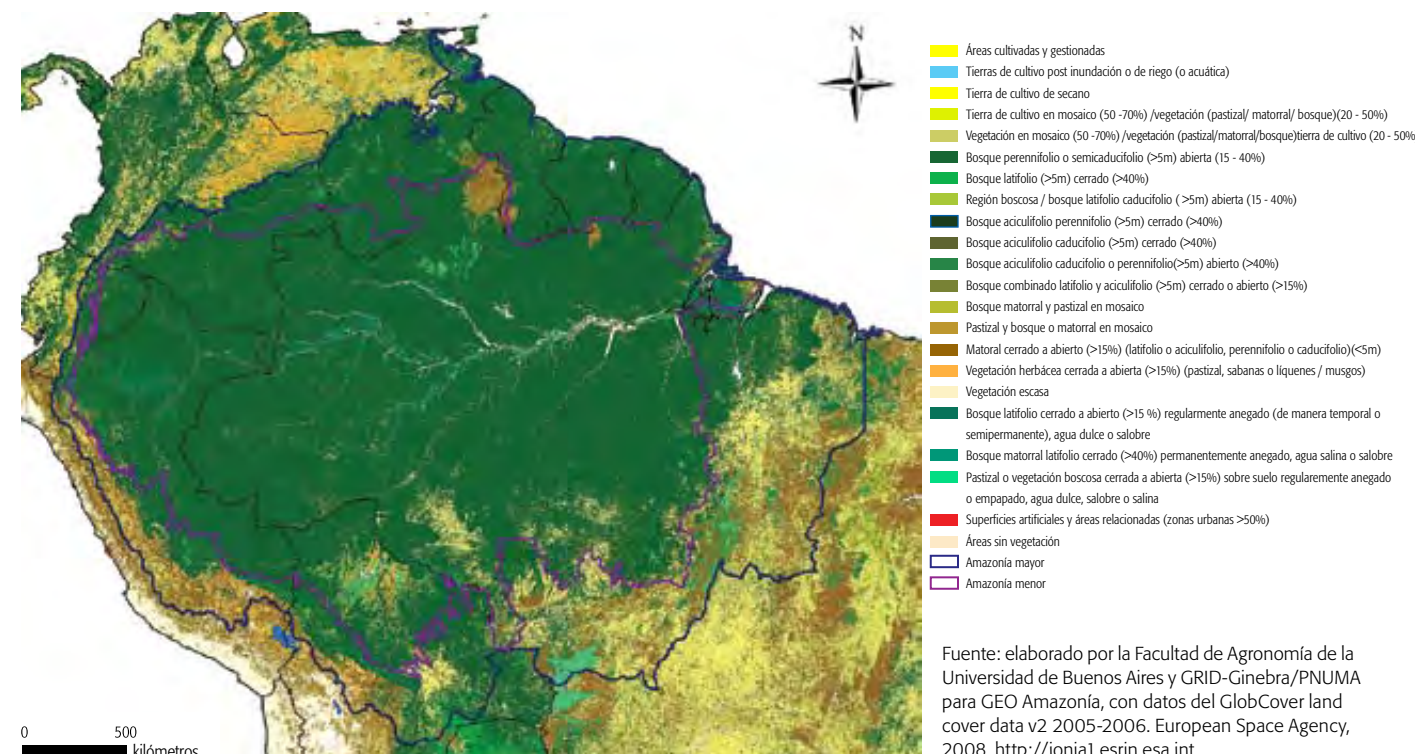 N
Áreas cultivadas y gestionadas
Tierras de cultivo post inundación o de riego (o acuática)
Tierra de cultivo de secano
Tierra de cultivo en mosaico (50 -70%) /vegetación (pastizal/ matorral/ bosque)(20 - 50%)
Vegetación en mosaico (50 -70%) /vegetación (pastizal/matorral/bosque)tierra de cultivo (20 - 50%
Bosque perennifolio o semicaducifolio (>5m) abierta (15 - 40%)
Bosque latifolio (>5m) cerrado (>40%)
Región boscosa / bosque latifolio caducifolio ( >5m) abierta (15 - 40%)
Bosque aciculifolio perennifolio (>5m) cerrado (>40%)
Bosque aciculifolio caducifolio (>5m) cerrado (>40%)
Bosque aciculifolio caducifolio o perennifolio(>5m) abierto (>40%)
Bosque combinado latifolio y aciculifolio (>5m) cerrado o abierto (>15%)
Bosque matorral y pastizal en mosaico
Pastizal y bosque o matorral en mosaico
Matoral cerrado a abierto (>15%) (latifolio o aciculifolio, perennifolio o caducifolio)(<5m)
Vegetación herbácea cerrada a abierta (>15%) (pastizal, sabanas o líquenes / musgos)
Vegetación escasa
Bosque latifolio cerrado a abierto (>15 %) regularmente anegado (de manera temporal o
semipermanente), agua dulce o salobre
Bosque matorral latifolio cerrado (>40%) permanentemente anegado, agua salina o salobre
Pastizal o vegetación boscosa cerrada a abierta (>15%) sobre suelo regularemente anegado
o empapado, agua dulce, salobre o salina
Superficies artificiales y áreas relacionadas (zonas urbanas >50%)
Áreas sin vegetación
Amazonía mayor
Amazonía menor
Fuente: elaborado por la Facultad de Agronomía de la
Universidad de Buenos Aires y GRID-Ginebra/PNUMA
para GEO Amazonía, con datos del GlobCover land
cover data v2 2005-2006. European Space Agency,
2008. http://ionia1.esrin.esa.int
0 500
kilómetros